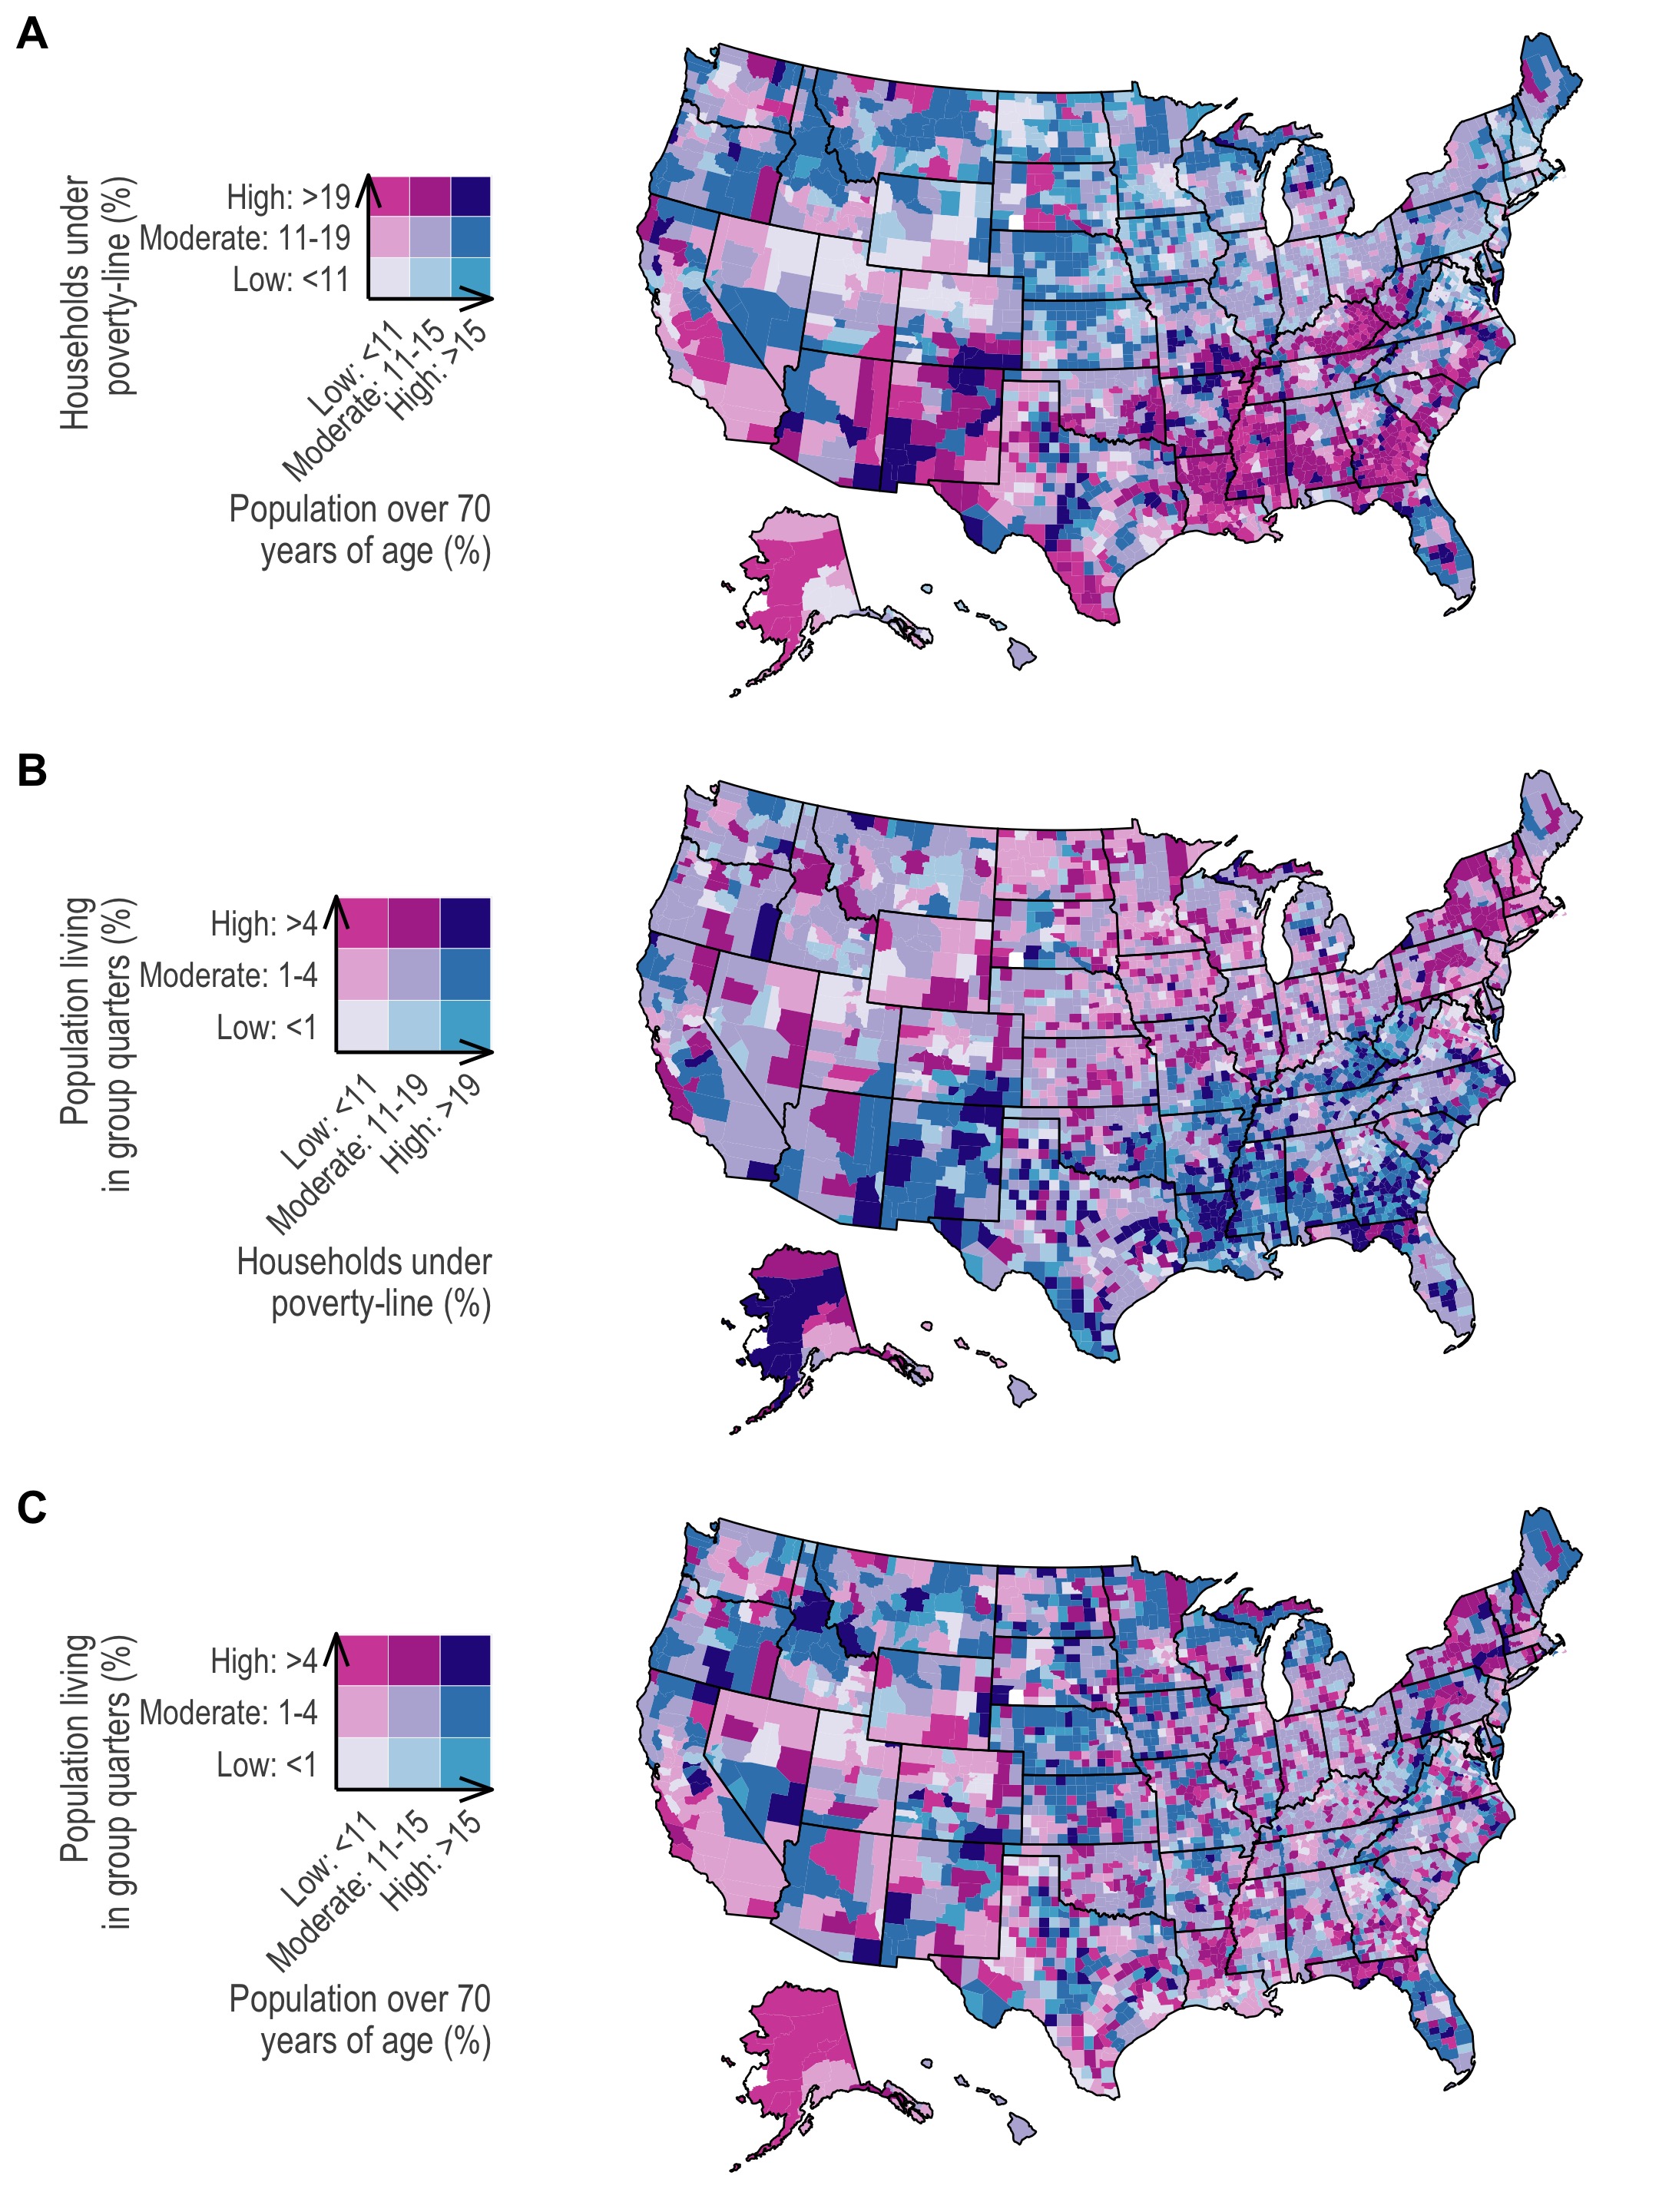 A
Households under
poverty-line (%)
High: >19
Moderate: 11-19
Low: <11
Low: <11
Moderate: 11-15
High: >15
Population over 70
years of age (%)
B
Population living
in group quarters (%)
High: >4
Moderate: 1-4
Low: <1
Low: <11
Moderate: 11-19
High: >19
Households under
poverty-line (%)
C
Population living
in group quarters (%)
High: >4
Moderate: 1-4
Low: <1
Low: <11
Moderate: 11-15
High: >15
Population over 70
years of age (%)